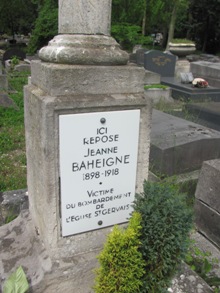 ICI
REPOSE
JEANNE
BAHEIGNE
1898-1918
VICTIME
DU BOMBARDEMENT
DE
L'EGLISE ST GERVAIS